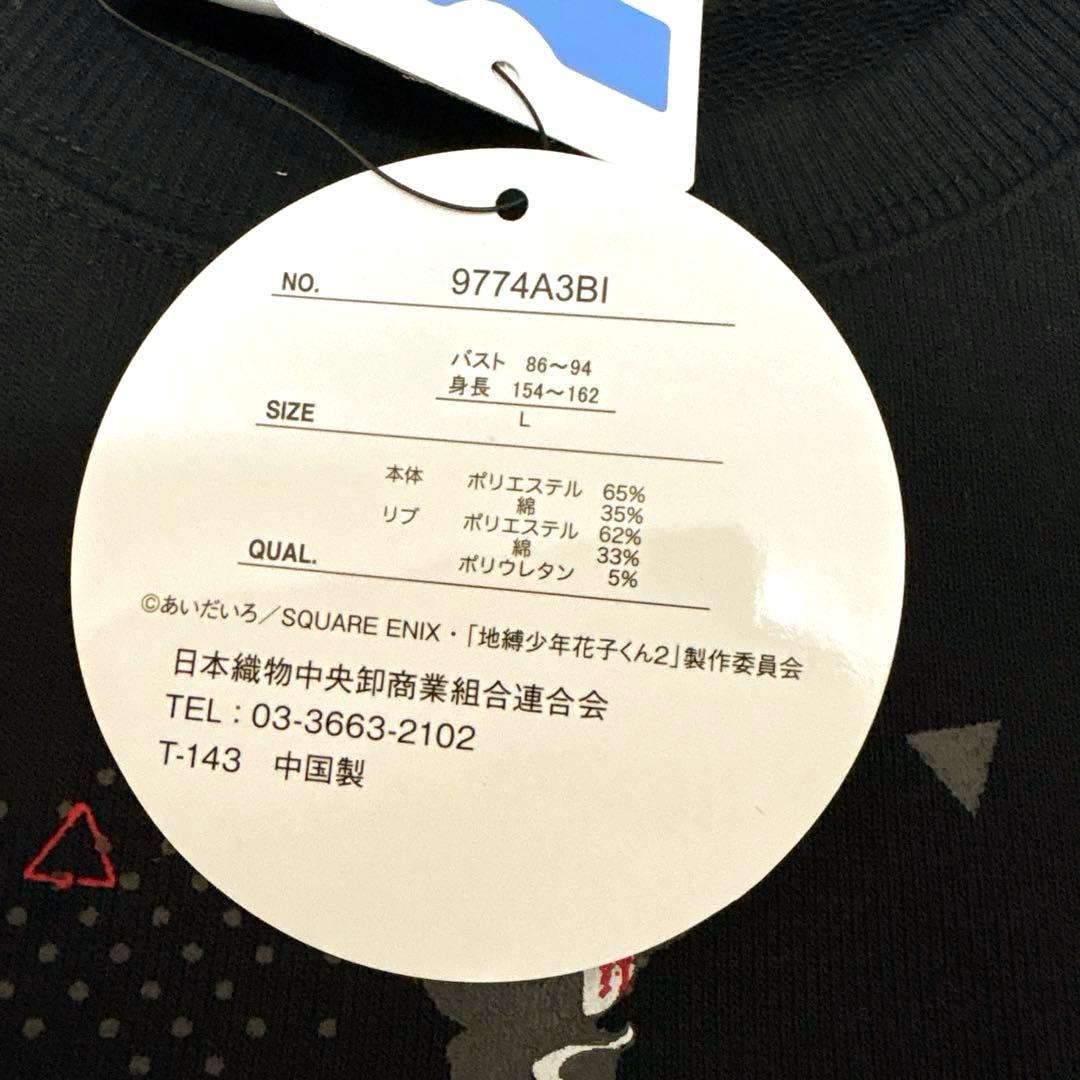 NO. 9774A3BI
バスト 86～94
身長 154～162
SIZE L
本体 ポリエステル 65%
綿 35%
リブ ポリエステル 62%
綿 33%
QUAL. ポリウレタン 5%
©あいだいろ／SQUARE ENIX・「地縛少年花子くん2」製作委員会
日本織物中央卸商業組合連合会
TEL：03-3663-2102
T-143 中国製